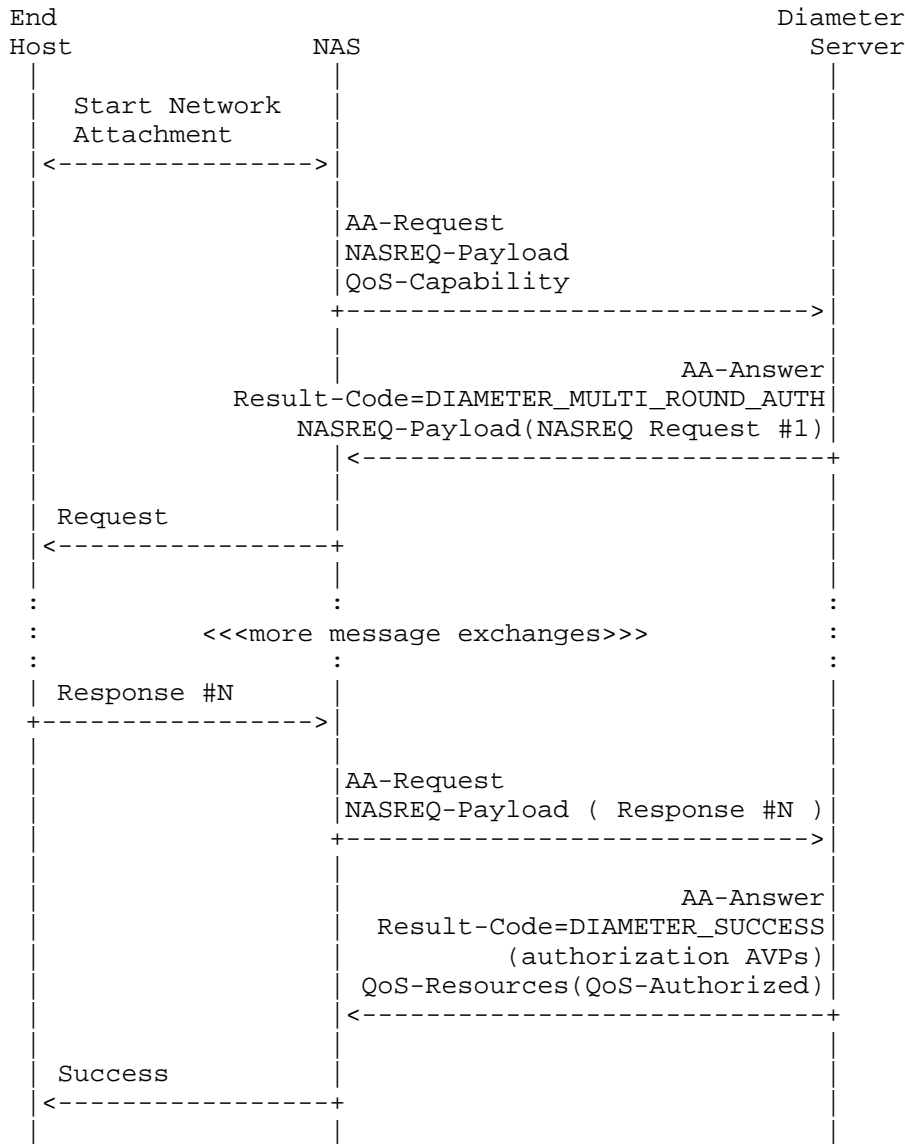 End Diameter
Host NAS Server
Start Network
Attachment
AA-Request
NASREQ-Payload
QoS-Capability
AA-Answer
Result-Code=DIAMETER_MULTI_ROUND_AUTH
NASREQ-Payload(NASREQ Request #1)
Request
: : :
: <<<more message exchanges>>> :
: : :
Response #N
AA-Request
NASREQ-Payload ( Response #N )
AA-Answer
Result-Code=DIAMETER_SUCCESS
(authorization AVPs)
QoS-Resources(QoS-Authorized)
Success